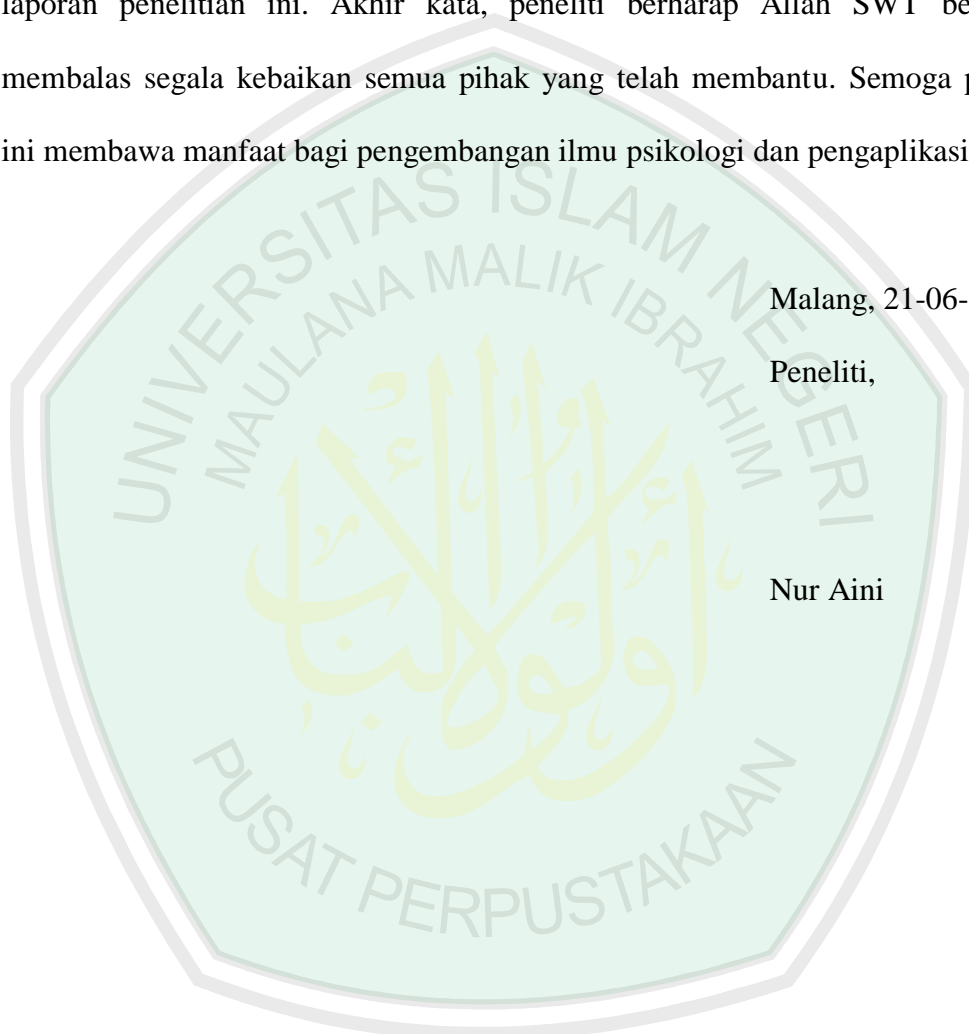 laporan penelitian ini. Akhir kata, peneliti berharap Allah SWT be
membalas segala kebaikan semua pihak yang telah membantu. Semoga p
ini membawa manfaat bagi pengembangan ilmu psikologi dan pengaplikasi
UNIVERSITAS ISLAM NEGERI
MAULANA MALIK IBRAHIM
Malang, 21-06-
Peneliti,
Nur Aini
أولوا الألباب
PUSAT PERPUSTAKAAN